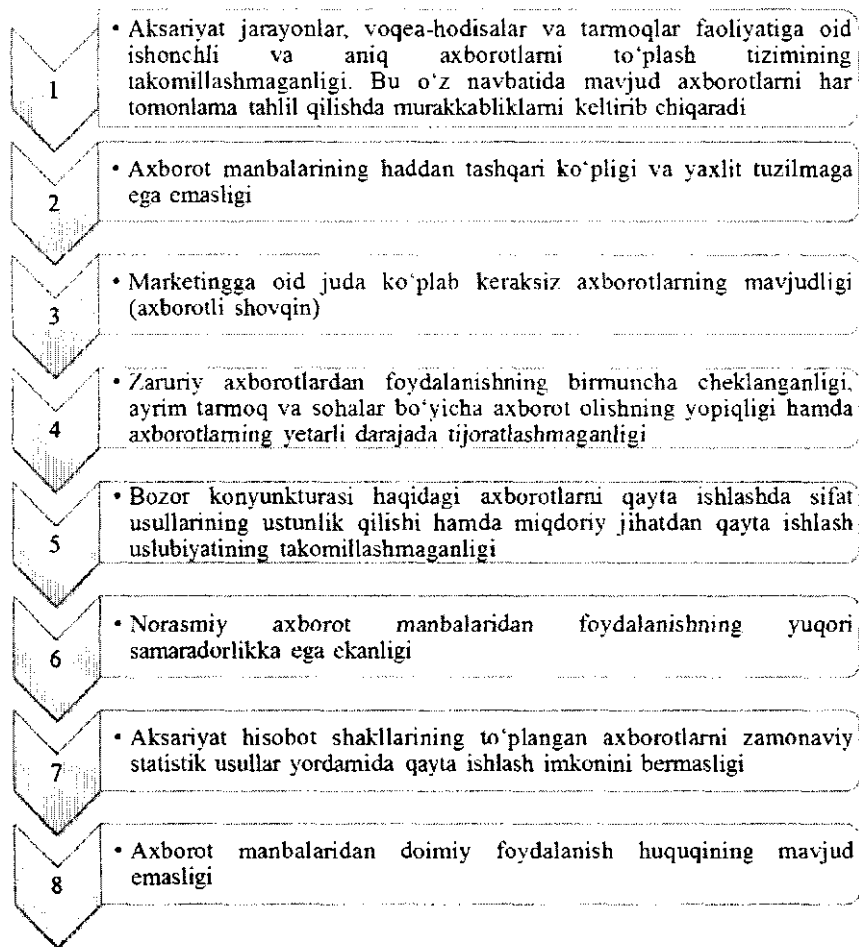 1
• Aksariyat jarayonlar, voqea-hodisalar va tarmoqlar faoliyatiga oid
ishonchli va aniq axborotlarni to‘plash tizimining
takomillashmaganligi. Bu o‘z navbatida mavjud axborotlarni har
tomonlama tahlil qilishda murakkabliklarni keltirib chiqaradi
2
• Axborot manbalarining haddan tashqari ko‘pligi va yaxlit tuzilmaga
ega emasligi
3
• Marketingga oid juda ko‘plab keraksiz axborotlarning mavjudligi
(axborotli shovqin)
4
• Zaruriy axborotlardan foydalanishning birmuncha cheklanganligi,
ayrim tarmoq va sohalar bo‘yicha axborot olishning yopiqligi hamda
axborotlarning yetarli darajada tijoratlashmaganligi
5
• Bozor konyunkturasi haqidagi axborotlarni qayta ishlashda sifat
usullarining ustunlik qilishi hamda miqdoriy jihatdan qayta ishlash
uslubiyatining takomillashmaganligi
6
• Norasmiy axborot manbalaridan foydalanishning yuqori
samaradorlikka ega ekanligi
7
• Aksariyat hisobot shakllarining to‘plangan axborotlarni zamonaviy
statistik usullar yordamida qayta ishlash imkonini bermasligi
8
• Axborot manbalaridan doimiy foydalanish huquqining mavjud
emasligi